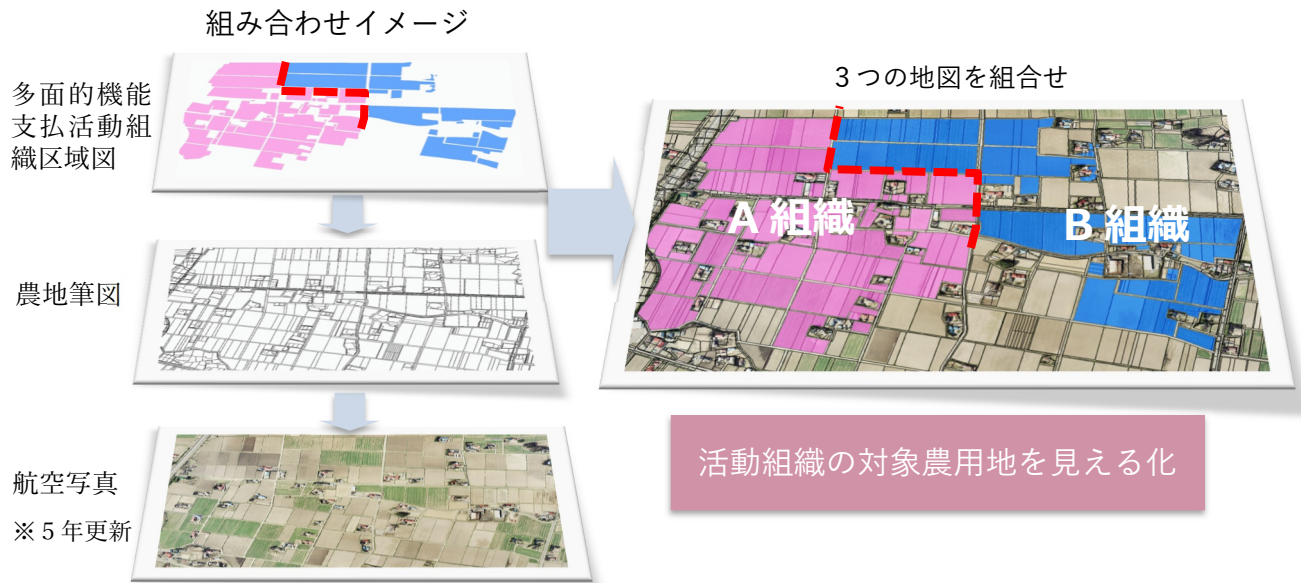 組み合わせイメージ
多面的機能
支払活動組
織区域図
農地筆図
航空写真
※５年更新
３つの地図を組合せ
A 組織
B 組織
活動組織の対象農用地を見える化